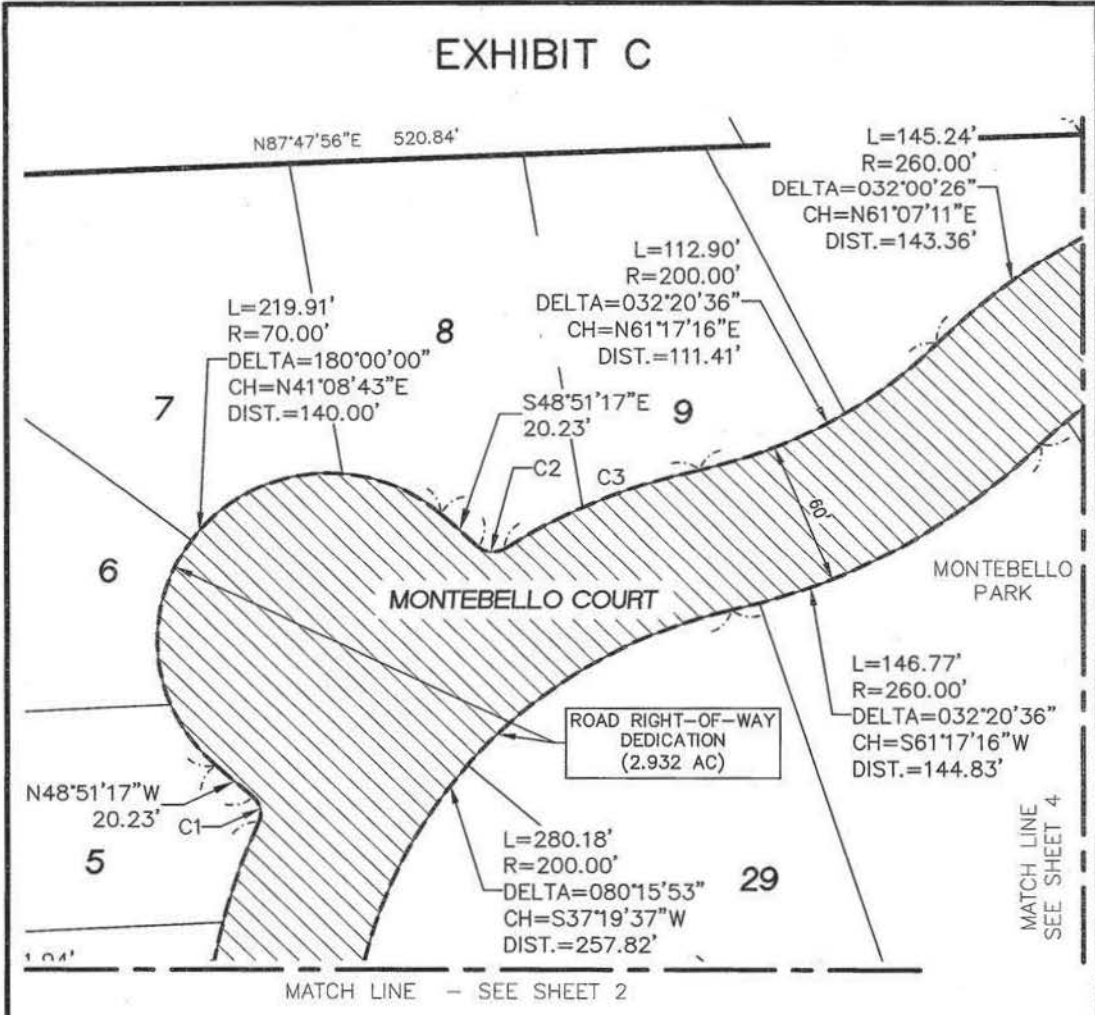 EXHIBIT C
N87°47'56"E 520.84'
L=145.24'
R=260.00'
DELTA=032°00'26"
CH=N61°07'11"E
DIST.=143.36'
L=112.90'
R=200.00'
DELTA=032°20'36"
CH=N61°17'16"E
DIST.=111.41'
L=219.91'
R=70.00'
DELTA=180°00'00"
CH=N41°08'43"E
DIST.=140.00'
8
7
S48°51'17"E
20.23'
9
C2
C3
60'
6
MONTEBELLO COURT
MONTEBELLO
PARK
L=146.77'
R=260.00'
DELTA=032°20'36"
CH=S61°17'16"W
DIST.=144.83'
ROAD RIGHT-OF-WAY
DEDICATION
(2.932 AC)
N48°51'17"W
20.23'
C1
5
L=280.18'
R=200.00'
DELTA=080°15'53"
CH=S37°19'37"W
DIST.=257.82'
29
MATCH LINE
SEE SHEET 4
MATCH LINE - SEE SHEET 2